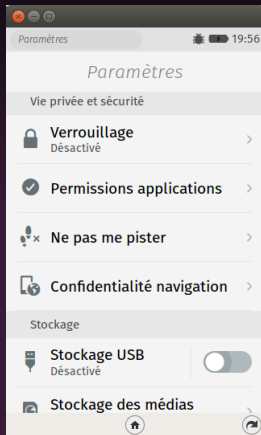 Paramètres
19:56
Paramètres
Vie privée et sécurité
Verrouillage
Désactivé
Permissions applications
Ne pas me pister
Confidentialité navigation
Stockage
Stockage USB
Désactivé
Stockage des médias